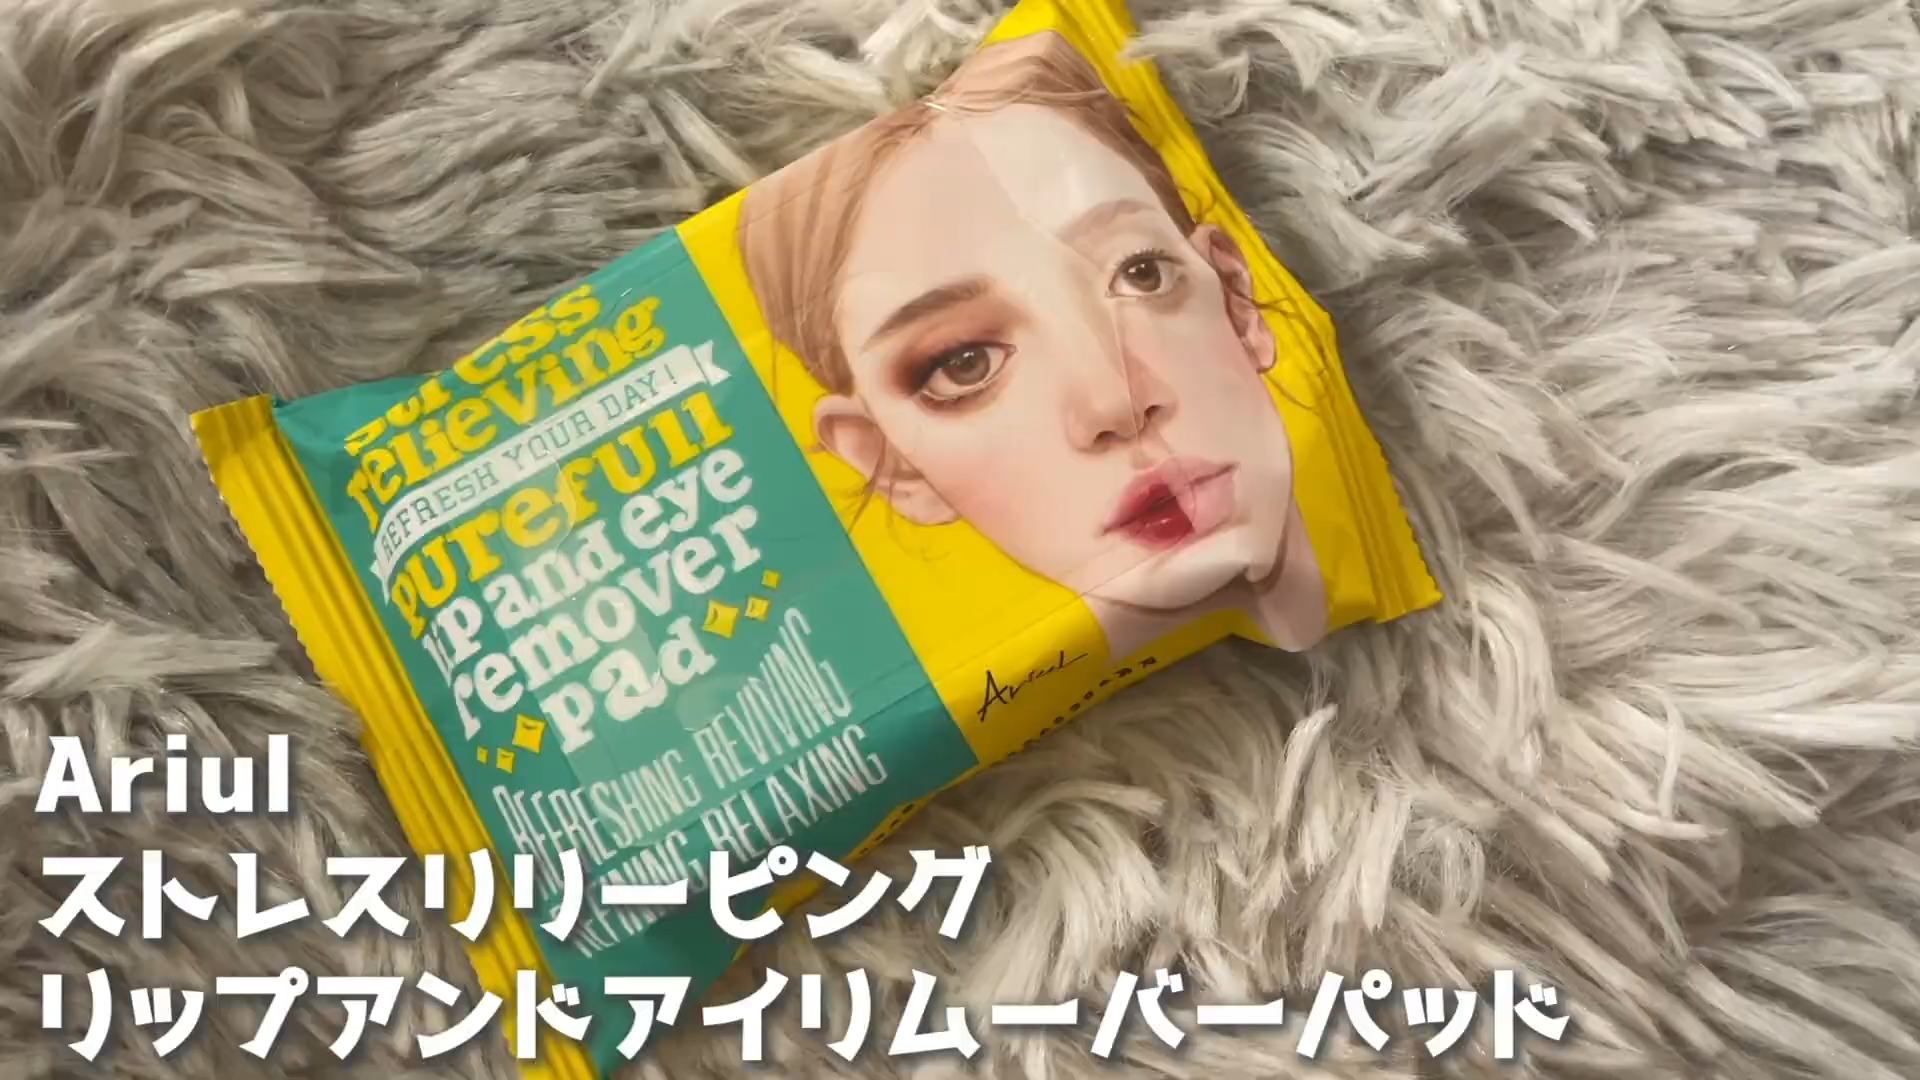 stress
relieving
REFRESH YOUR DAY!
purefull
lip and eye
remover
pad
REFRESHING REVIVING
REFINING RELAXING
Ariul
Ariul
ストレスリリーピング
リップアンドアイリムーバーパッド